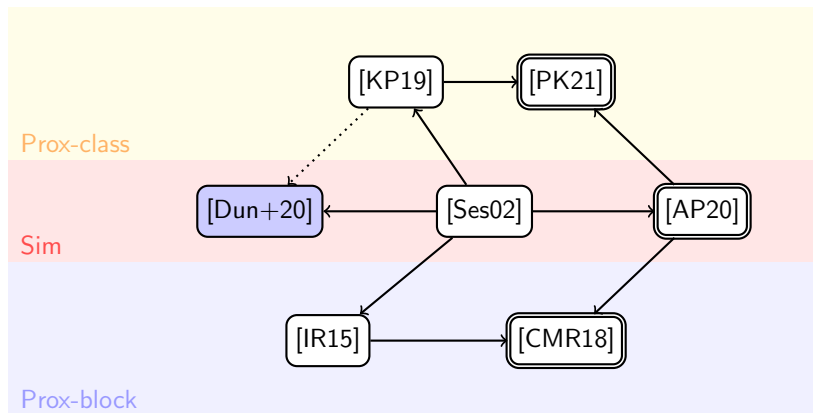 [KP19] [PK21]
Prox-class
[Dun+20] [Ses02] [AP20]
Sim
[IR15] [CMR18]
Prox-block